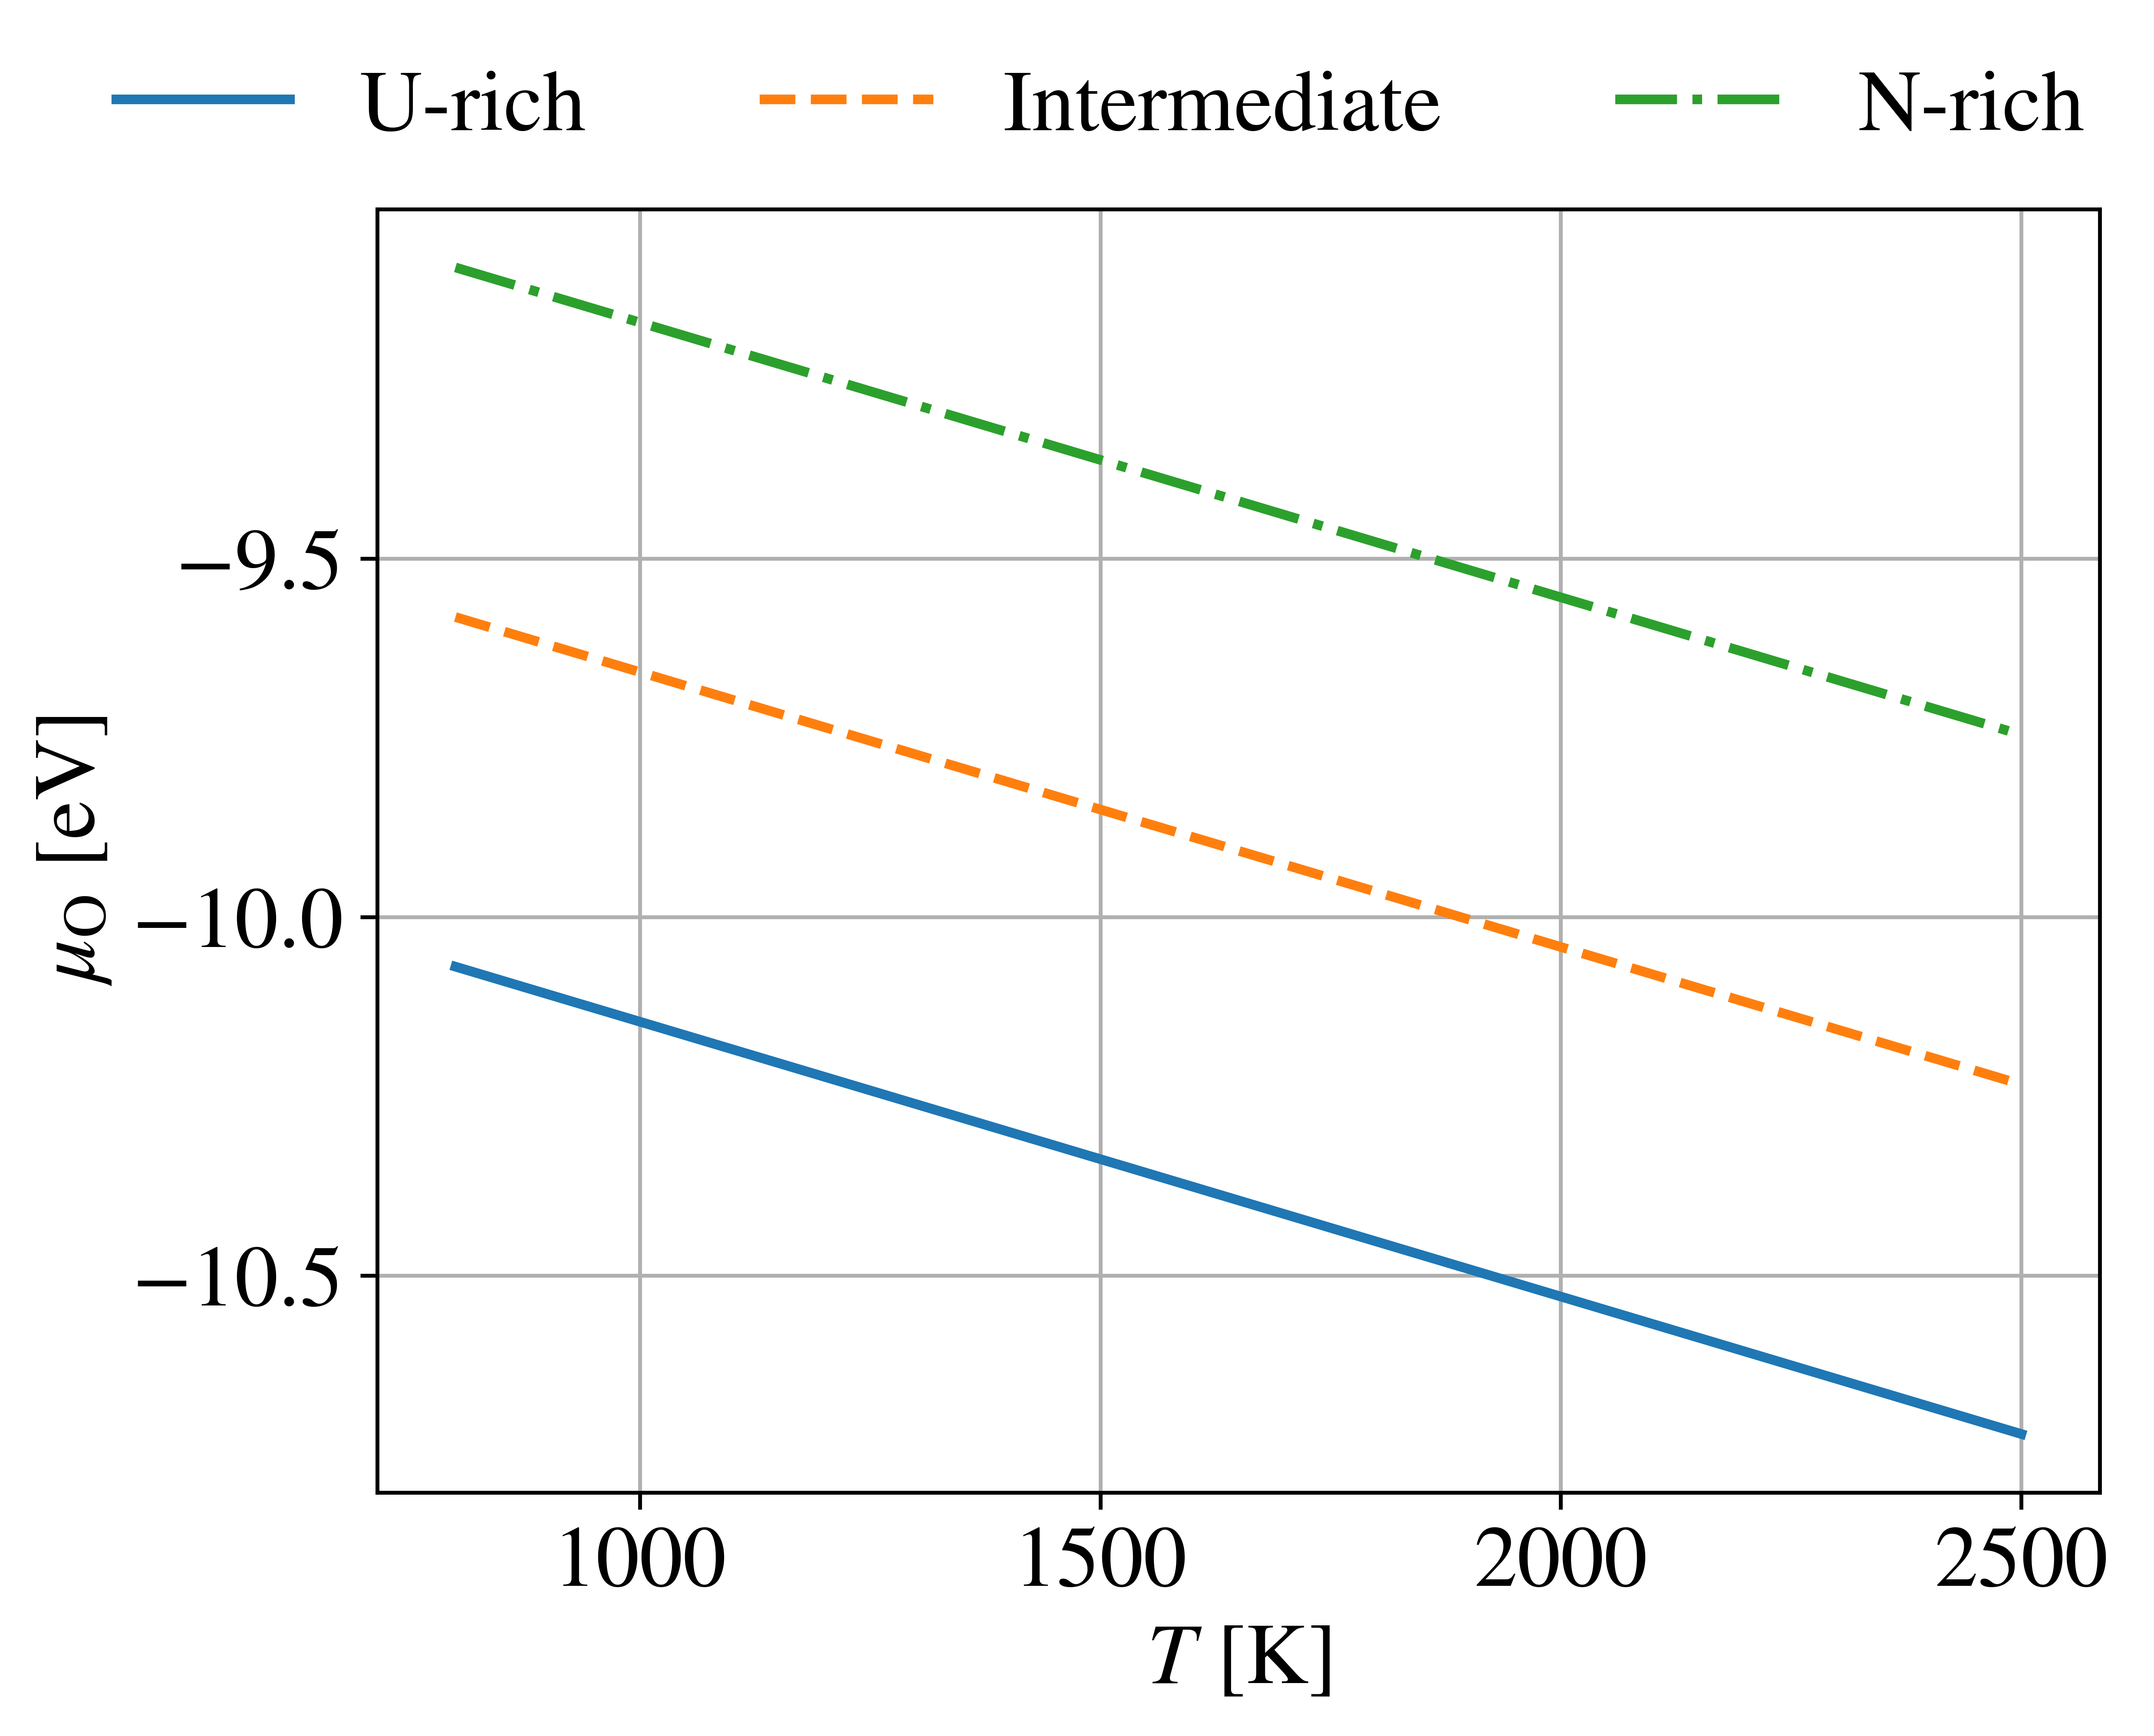 U-rich Intermediate N-rich
−9.5
−10.0
−10.5
μO [eV]
1000 1500 2000 2500
T [K]